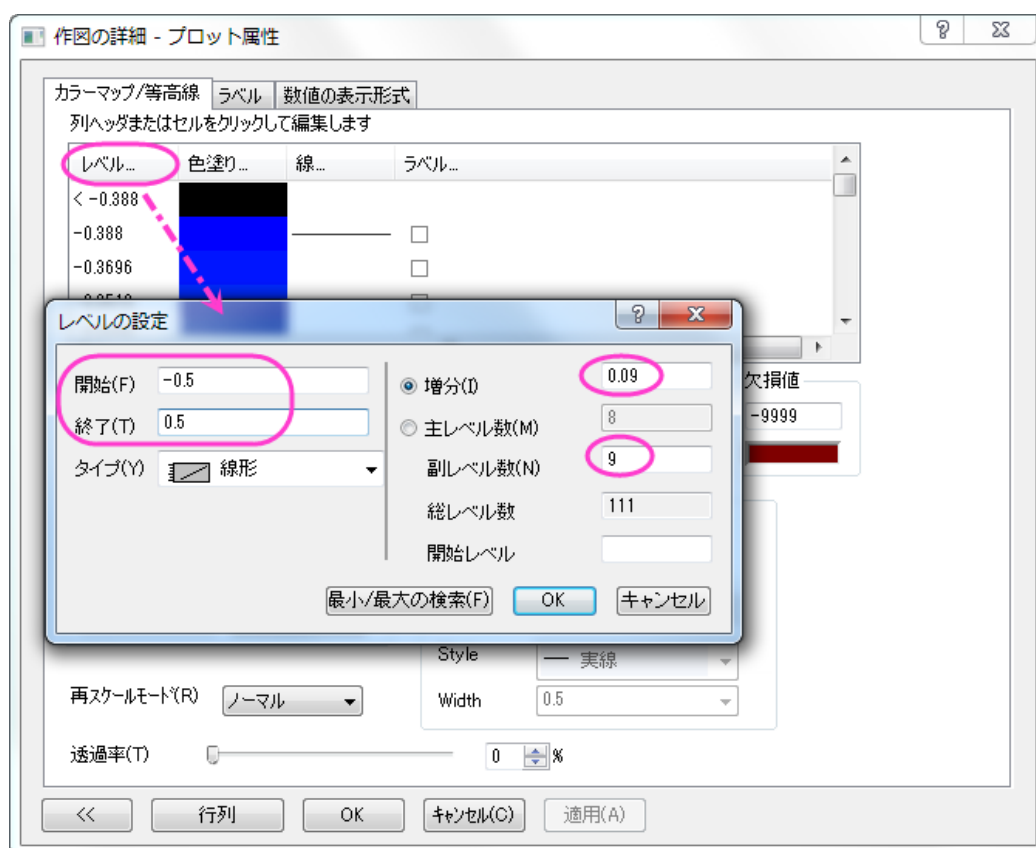 作図の詳細 - プロット属性
カラーマップ/等高線 ラベル 数値の表示形式
列ヘッダまたはセルをクリックして編集します
レベル... 色塗り... 線... ラベル...
< -0.388
-0.388
-0.3696
レベルの設定
開始(F) -0.5
終了(T) 0.5
タイプ(Y) 線形
増分(I) 0.09
主レベル数(M) 8
副レベル数(N) 9
総レベル数 111
開始レベル
最小/最大の検索(F) OK キャンセル
欠損値
-9999
Style 実線
再スケールモード(R) ノーマル
Width 0.5
透過率(T) 0 %
<< 行列 OK キャンセル(C) 適用(A)